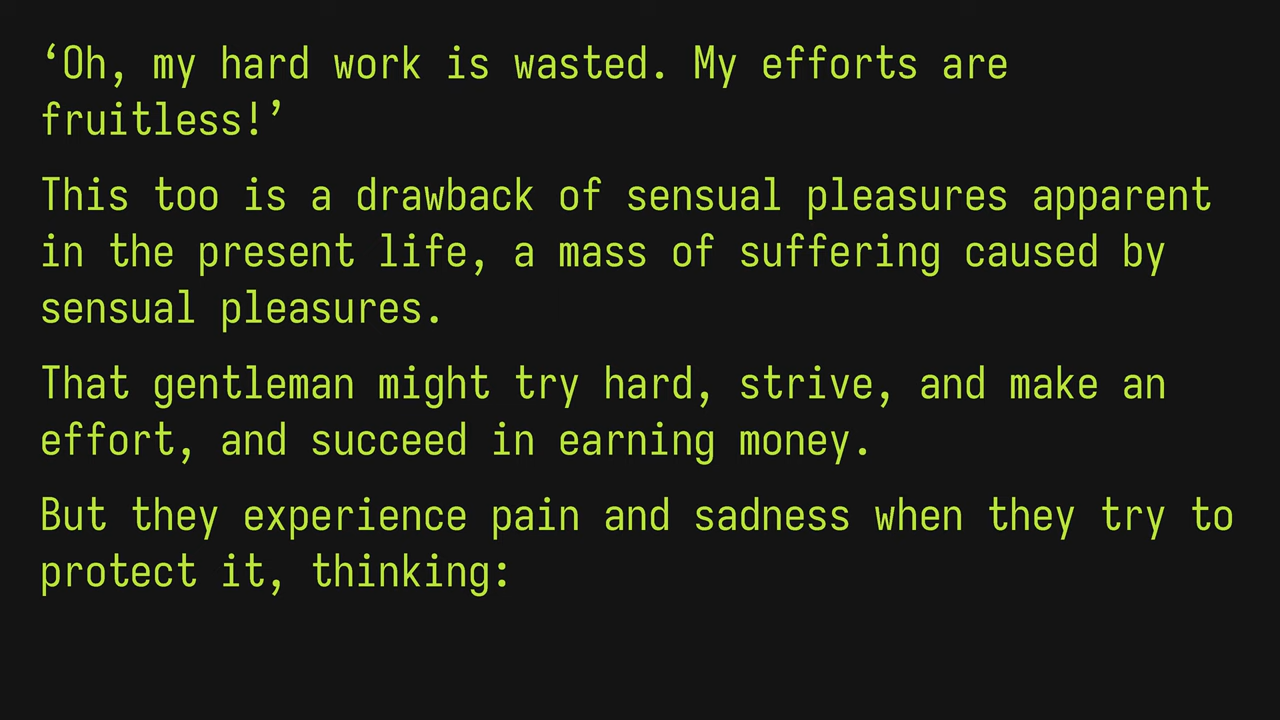 ‘Oh, my hard work is wasted. My efforts are
fruitless!’
This too is a drawback of sensual pleasures apparent
in the present life, a mass of suffering caused by
sensual pleasures.
That gentleman might try hard, strive, and make an
effort, and succeed in earning money.
But they experience pain and sadness when they try to
protect it, thinking: